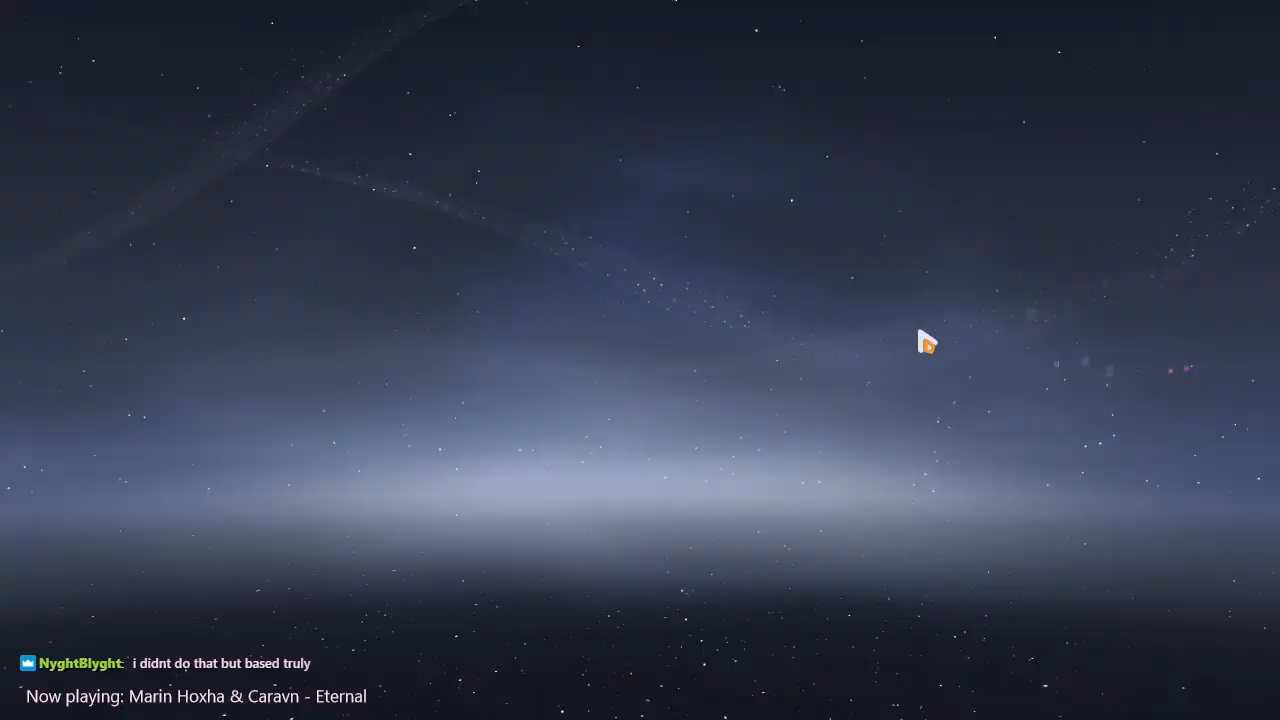 NyghtBlyght: i didnt do that but based truly
Now playing: Marin Hoxha & Caravn - Eternal